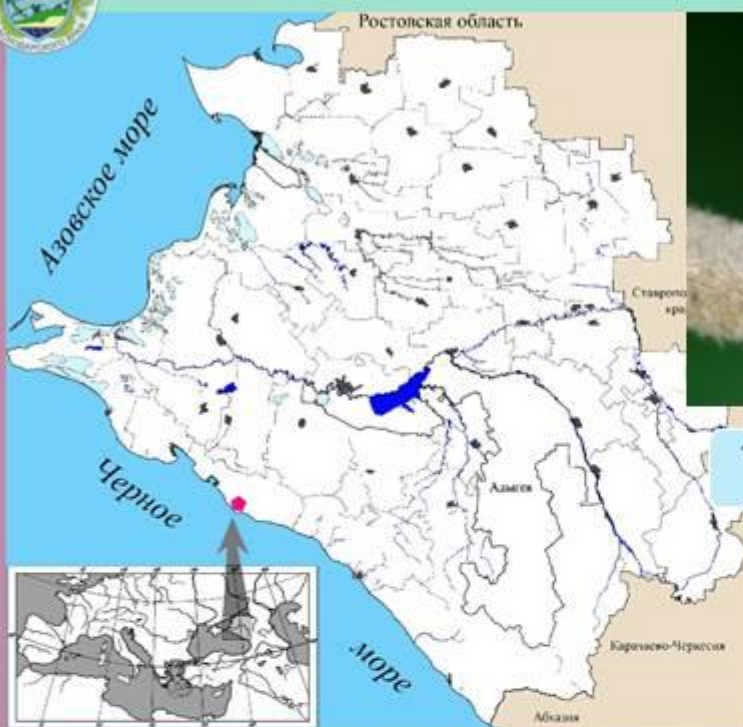 Ростовская область
Азовское море
Адыгея
Черное
море
Карачаево-Черкесия
Абхазия